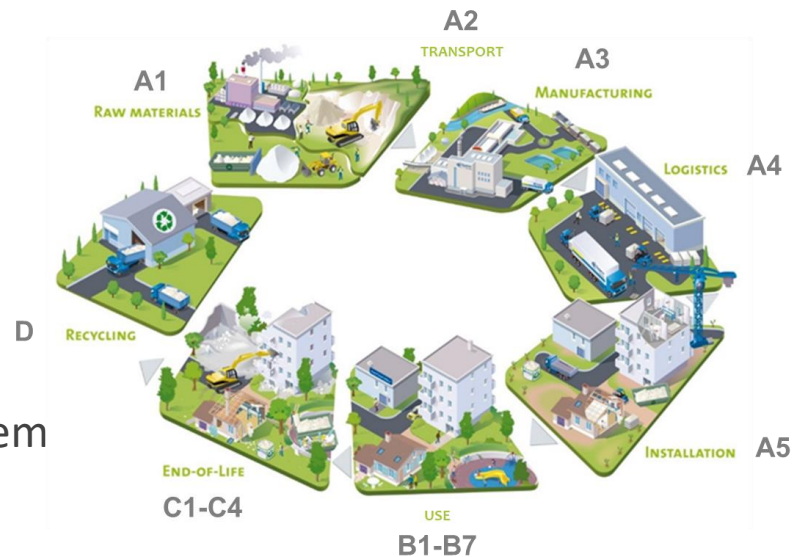 A2
TRANSPORT
A1
RAW MATERIALS
A3
MANUFACTURING
LOGISTICS
A4
D
RECYCLING
em
INSTALLATION
A5
END-OF-LIFE
C1-C4
USE
B1-B7